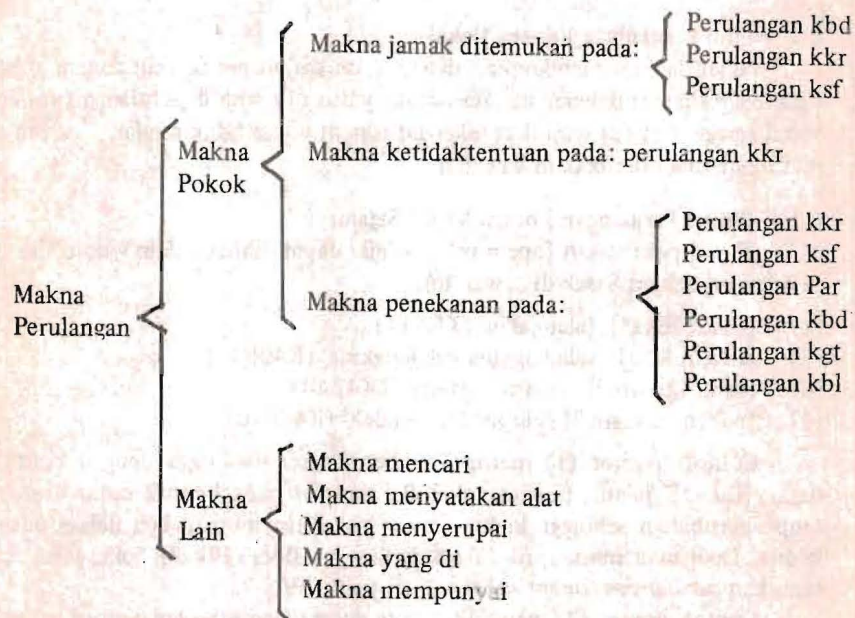 Makna
Perulangan
Makna
Pokok
Makna jamak ditemukan pada:
Perulangan kbd
Perulangan kkr
Perulangan ksf
Makna ketidaktentuan pada: perulangan kkr
Makna penekanan pada:
Perulangan kkr
Perulangan ksf
Perulangan Par
Perulangan kbd
Perulangan kgt
Perulangan kbl
Makna
Lain
Makna mencari
Makna menyatakan alat
Makna menyerupai
Makna yang di
Makna mempunyai